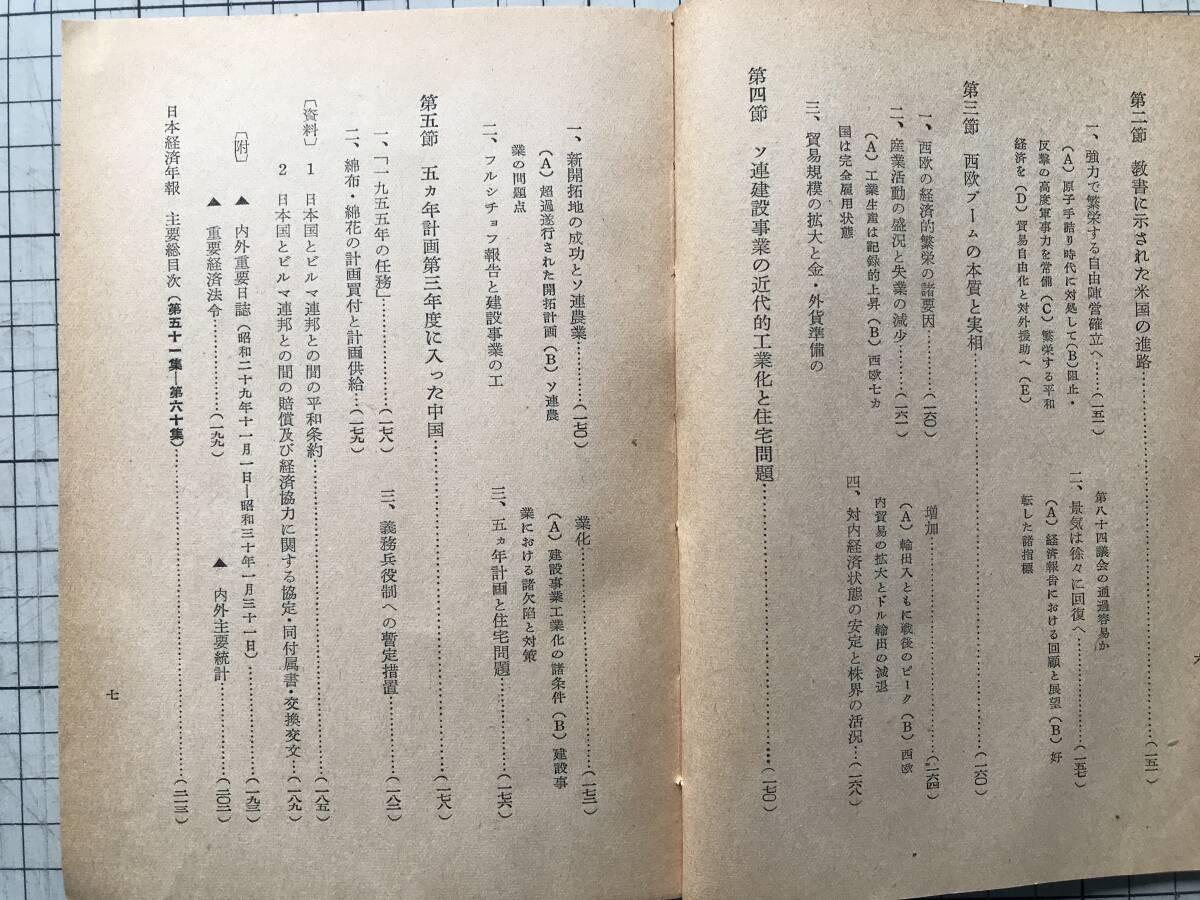 第二節　教書に示された米国の進路……………(一五一)
一、強力で繁栄する自由陣営確立へ……(一五一)
(A)原子手詰り時代に対処して(B)阻止・
反撃の高度軍事力を常備(C)繁栄する平和
経済を(D)貿易自由化と対外援助へ(E)
第八十四議会の通過容易か
二、景気は徐々に回復へ……………(一五七)
(A)経済報告における回顧と展望(B)好
転した諸指標
第三節　西欧ブームの本質と実相……………(一六〇)
一、西欧の経済的繁栄の諸要因………(一六〇)
二、産業活動の盛況と失業の減少……(一六一)
(A)工業生産は記録的上昇(B)西欧七カ
国は完全雇用状態
三、貿易規模の拡大と金・外貨準備の
増加……………(一六四)
(A)輸出入ともに戦後のピーク(B)西欧
内貿易の拡大とドル輸出の減退
四、対内経済状態の安定と株界の活況…(一六八)
第四節　ソ連建設事業の近代的工業化と住宅問題……………(一七〇)
六
一、新開拓地の成功とソ連農業………(一七〇)
(A)超過遂行された開拓計画(B)ソ連農
業の問題点
二、フルシチョフ報告と建設事業の工
業化……………(一七二)
(A)建設事業工業化の諸条件(B)建設事
業における諸欠陥と対策
三、五ヵ年計画と住宅問題…………(一七六)
第五節　五ヵ年計画第三年度に入った中国……………(一七八)
一、「一九五五年の任務」……………(一七八)
二、綿布・綿花の計画買付と計画供給…(一七九)
三、義務兵役制への暫定措置…………(一八二)
〔資料〕　1　日本国とビルマ連邦との間の平和条約……………(一八五)
2　日本国とビルマ連邦との間の賠償及び経済協力に関する協定・同付属書・交換交文…(一八九)
〔附〕　▲　内外重要日誌(昭和二十九年十一月一日―昭和三十年一月三十一日)……………(一九三)
▲　重要経済法令……………(一九九)　▲　内外主要統計……………(二〇二)
日本経済年報　主要総目次(第五十一集―第六十集)……………(二一三)
七